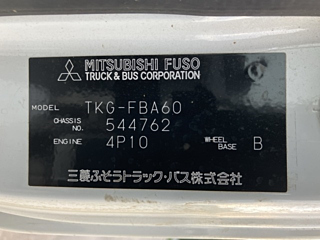 MITSUBISHI FUSO
TRUCK & BUS CORPORATION
MODEL TKG-FBA60
CHASSIS NO. 544762
ENGINE 4P10 WHEEL BASE B
三菱ふそうトラック・バス株式会社